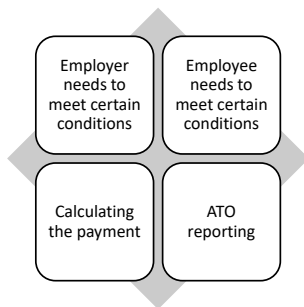 Employer
needs to
meet certain
conditions
Employee
needs to
meet certain
conditions
Calculating
the payment
ATO
reporting